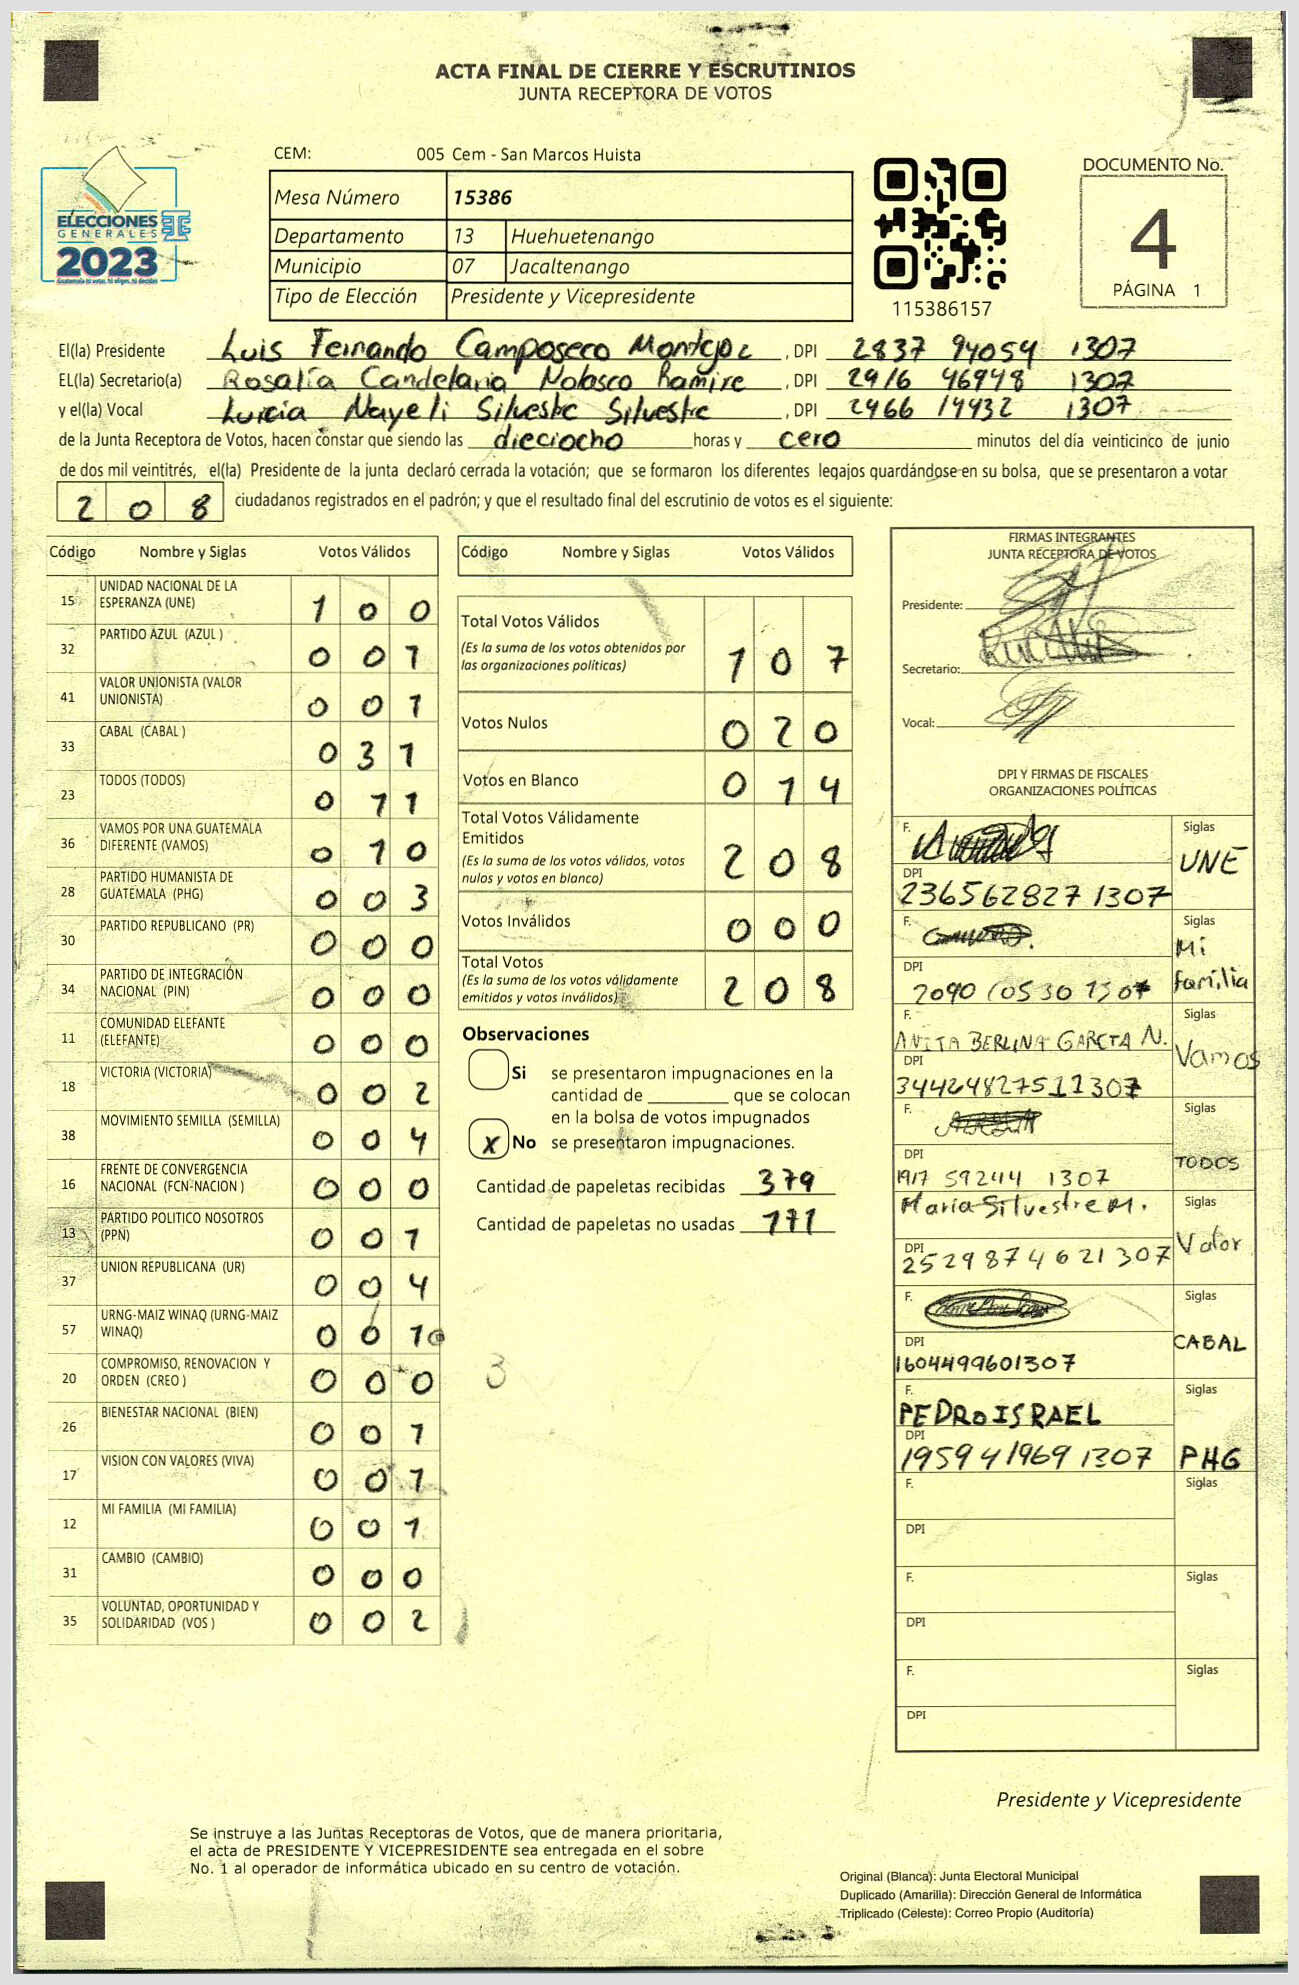 ACTA FINAL DE CIERRE Y ESCRUTINIOS
JUNTA RECEPTORA DE VOTOS
CEM: 005 Cem - San Marcos Huista
Mesa Número 15386
Departamento 13 Huehuetenango
Municipio 07 Jacaltenango
Tipo de Elección Presidente y Vicepresidente
ELECCIONES
GENERALES
2023
115386157
DOCUMENTO No.
4
PÁGINA 1
El(la) Presidente Luis Fernando Camposeco Montejo , DPI 2837 94054 1307
EL(la) Secretario(a) Rosalía Candelaria Nolasco Ramire , DPI 2916 46948 1307
y el(la) Vocal Lucia Nayeli Silvestre Silvestre , DPI 2466 14432 1307
de la Junta Receptora de Votos, hacen constar que siendo las dieciocho horas y cero minutos del día veinticinco de junio
de dos mil veintitrés, el(la) Presidente de la junta declaró cerrada la votación; que se formaron los diferentes legajos guardándose en su bolsa, que se presentaron a votar
208 ciudadanos registrados en el padrón; y que el resultado final del escrutinio de votos es el siguiente:
Código Nombre y Siglas Votos Válidos
15 UNIDAD NACIONAL DE LA ESPERANZA (UNE) 1 0 0
32 PARTIDO AZUL (AZUL ) 0 0 1
41 VALOR UNIONISTA (VALOR UNIONISTA) 0 0 1
33 CABAL (CABAL ) 0 3 1
23 TODOS (TODOS) 0 1 1
36 VAMOS POR UNA GUATEMALA DIFERENTE (VAMOS) 0 1 0
28 PARTIDO HUMANISTA DE GUATEMALA (PHG) 0 0 3
30 PARTIDO REPUBLICANO (PR) 0 0 0
34 PARTIDO DE INTEGRACIÓN NACIONAL (PIN) 0 0 0
11 COMUNIDAD ELEFANTE (ELEFANTE) 0 0 0
18 VICTORIA (VICTORIA) 0 0 2
38 MOVIMIENTO SEMILLA (SEMILLA) 0 0 4
16 FRENTE DE CONVERGENCIA NACIONAL (FCN-NACION ) 0 0 0
13 PARTIDO POLITICO NOSOTROS (PPN) 0 0 1
37 UNION REPUBLICANA (UR) 0 0 4
57 URNG-MAIZ WINAQ (URNG-MAIZ WINAQ) 0 0 1
20 COMPROMISO, RENOVACION Y ORDEN (CREO ) 0 0 0
3
26 BIENESTAR NACIONAL (BIEN) 0 0 1
17 VISION CON VALORES (VIVA) 0 0 1
12 MI FAMILIA (MI FAMILIA) 0 0 1
31 CAMBIO (CAMBIO) 0 0 0
35 VOLUNTAD, OPORTUNIDAD Y SOLIDARIDAD (VOS ) 0 0 2
Código Nombre y Siglas Votos Válidos
Total Votos Válidos 1 0 7
(Es la suma de los votos obtenidos por
las organizaciones políticas)
Votos Nulos 0 2 0
Votos en Blanco 0 1 4
Total Votos Válidamente
Emitidos 2 0 8
(Es la suma de los votos válidos, votos
nulos y votos en blanco)
Votos Inválidos 0 0 0
Total Votos 2 0 8
(Es la suma de los votos válidamente
emitidos y votos inválidos)
Observaciones
Si se presentaron impugnaciones en la
cantidad de ________ que se colocan
en la bolsa de votos impugnados
X No se presentaron impugnaciones.
Cantidad de papeletas recibidas 379
Cantidad de papeletas no usadas 171
FIRMAS INTEGRANTES
JUNTA RECEPTORA DE VOTOS
Presidente:
Secretario:
Vocal:
DPI Y FIRMAS DE FISCALES
ORGANIZACIONES POLÍTICAS
F. Siglas
UNE
DPI
236562827 1307
F. Siglas
Mi
familia
DPI
2090 10530 1307
F. Siglas
ANITA BERLINA GARCIA N.
Vamos
DPI
3442648275 11307
F. Siglas
DPI
TODOS
1917 59244 1307
F. Siglas
Maria Silvestre M.
Valor
DPI
2529874621307
F. Siglas
DPI
CABAL
1604499601307
F. Siglas
PEDRO ISRAEL
DPI
1959 41969 1307 PHG
F. Siglas
DPI
F. Siglas
DPI
F. Siglas
DPI
Presidente y Vicepresidente
Se instruye a las Juntas Receptoras de Votos, que de manera prioritaria,
el acta de PRESIDENTE Y VICEPRESIDENTE sea entregada en el sobre
No. 1 al operador de informática ubicado en su centro de votación.
Original (Blanca): Junta Electoral Municipal
Duplicado (Amarilla): Dirección General de Informática
Triplicado (Celeste): Correo Propio (Auditoría)